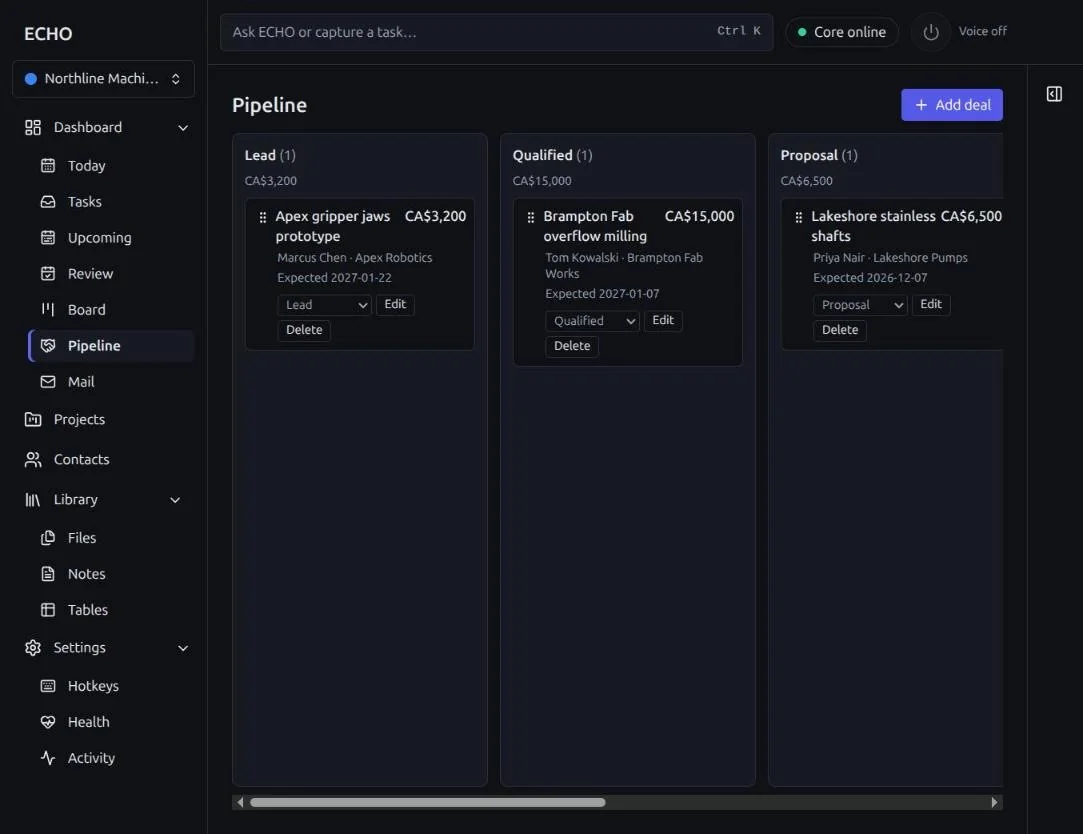 ECHO
Ask ECHO or capture a task…
Ctrl K
Core online
Voice off
Northline Machi…
Dashboard
Today
Tasks
Upcoming
Review
Board
Pipeline
Mail
Projects
Contacts
Library
Files
Notes
Tables
Settings
Hotkeys
Health
Activity
Pipeline
+ Add deal
Lead (1)
CA$3,200
Apex gripper jaws CA$3,200
prototype
Marcus Chen · Apex Robotics
Expected 2027-01-22
Lead
Edit
Delete
Qualified (1)
CA$15,000
Brampton Fab CA$15,000
overflow milling
Tom Kowalski · Brampton Fab
Works
Expected 2027-01-07
Qualified
Edit
Delete
Proposal (1)
CA$6,500
Lakeshore stainless CA$6,500
shafts
Priya Nair · Lakeshore Pumps
Expected 2026-12-07
Proposal
Edit
Delete